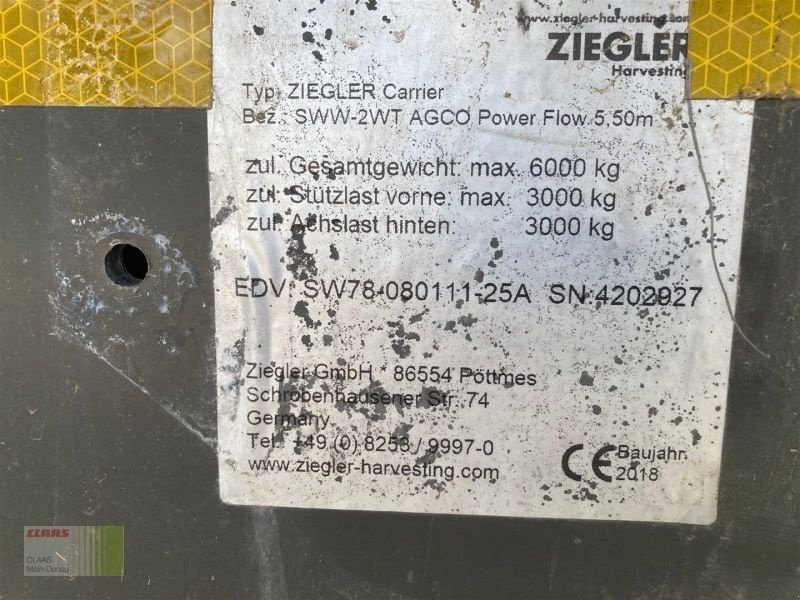 www.ziegler-harvesting.com
ZIEGLER
Harvesting
Typ: ZIEGLER Carrier
Bez.: SWW-2WT AGCO Power Flow 5,50m
zul. Gesamtgewicht: max. 6000 kg
zul. Stützlast vorne: max. 3000 kg
zul. Achslast hinten: 3000 kg
EDV: SW78-080111-25A SN:4202927
Ziegler GmbH * 86554 Pöttmes
Schrobenhausener Str. 74
Germany
Tel. +49 (0) 8253 / 9997-0
www.ziegler-harvesting.com
CE Baujahr:
2018
CLAAS
CLAAS
Main-Donau